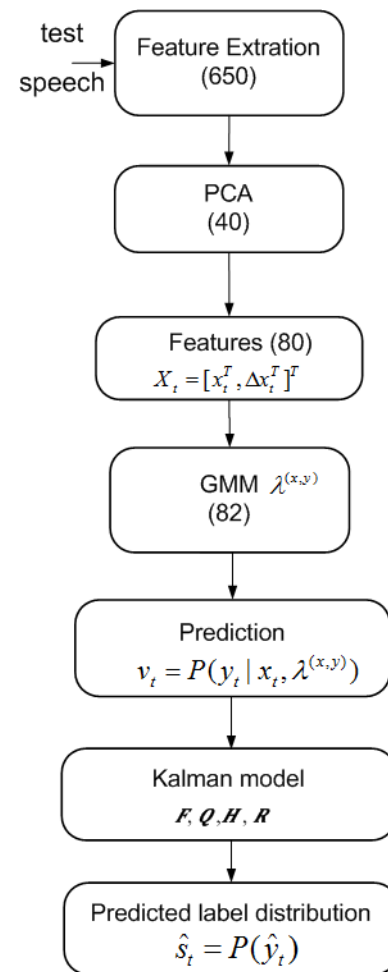 test
speech
Feature Extration
(650)
PCA
(40)
Features (80)
X_t = [x_t^T, Δx_t^T]^T
GMM λ^(x,y)
(82)
Prediction
v_t = P(y_t | x_t, λ^(x,y))
Kalman model
F, Q,H, R
Predicted label distribution
ŝ_t = P(ŷ_t)